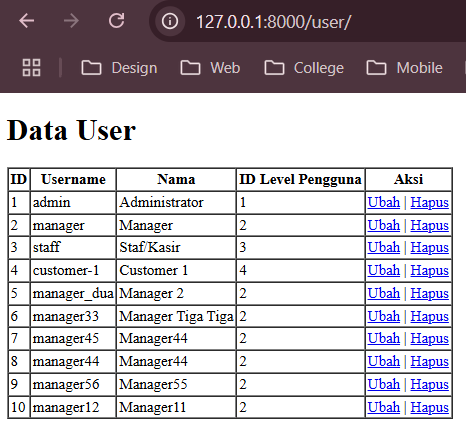 127.0.0.1:8000/user/
Design Web College Mobile
Data User
ID Username Nama ID Level Pengguna Aksi
1 admin Administrator 1 Ubah | Hapus
2 manager Manager 2 Ubah | Hapus
3 staff Staf/Kasir 3 Ubah | Hapus
4 customer-1 Customer 1 4 Ubah | Hapus
5 manager_dua Manager 2 2 Ubah | Hapus
6 manager33 Manager Tiga Tiga 2 Ubah | Hapus
7 manager45 Manager44 2 Ubah | Hapus
8 manager44 Manager44 2 Ubah | Hapus
9 manager56 Manager55 2 Ubah | Hapus
10 manager12 Manager11 2 Ubah | Hapus